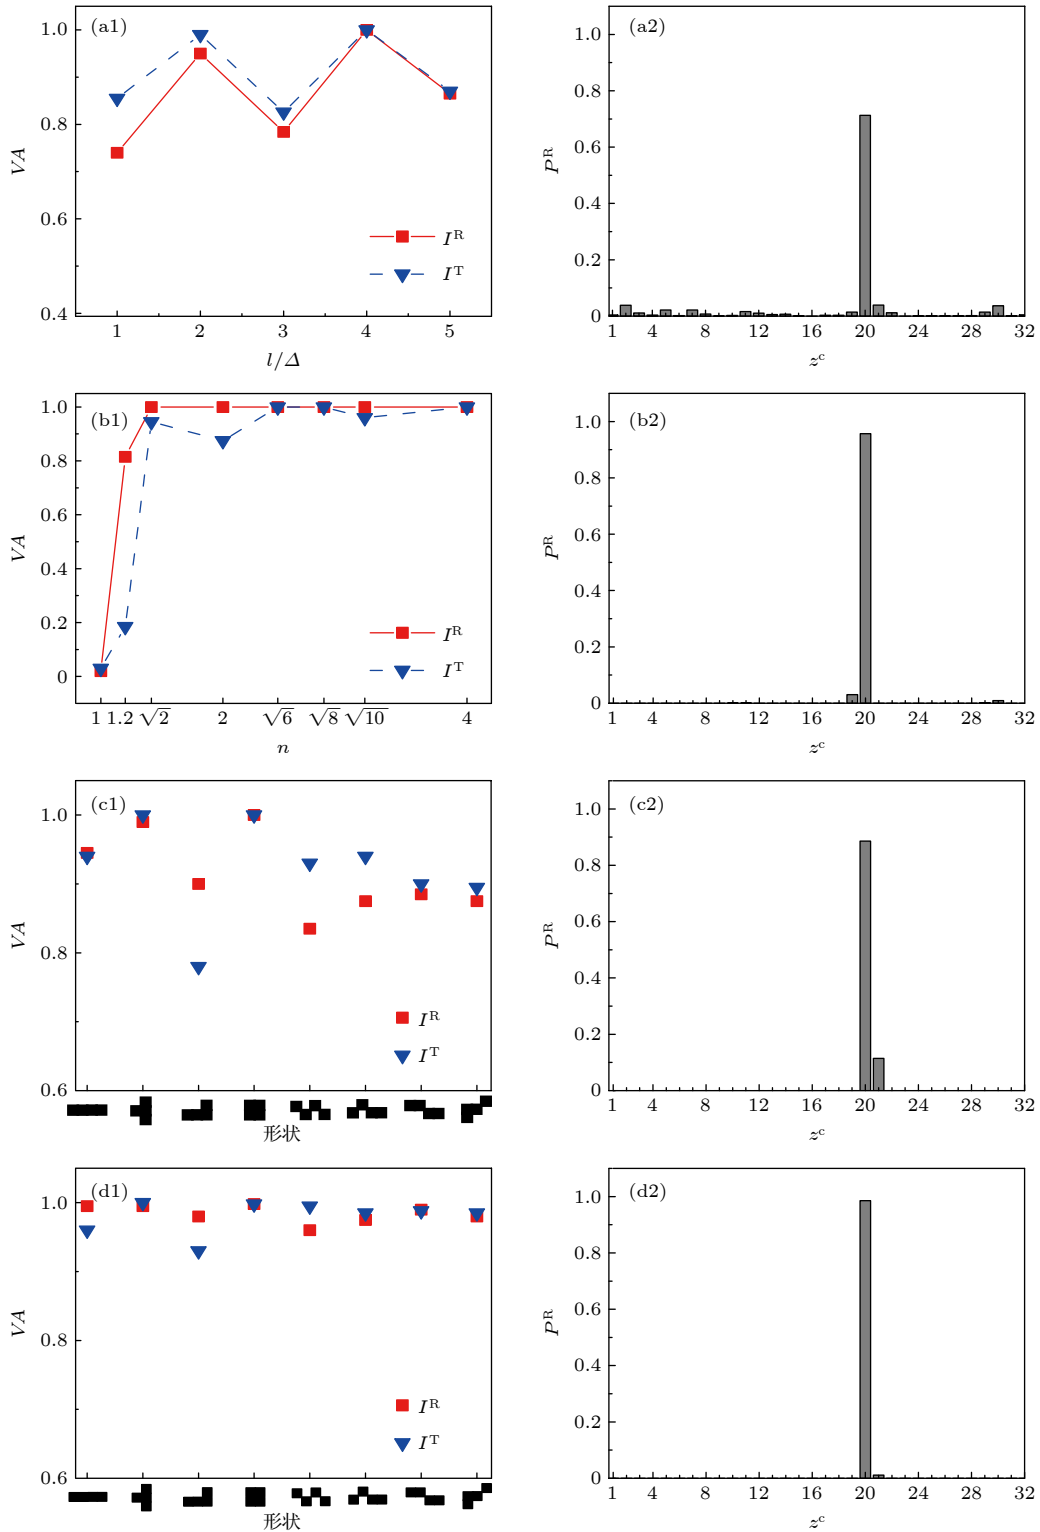 (a1)
1.0
0.8
0.6
0.4
VA
I^R
I^T
1 2 3 4 5
l/Δ
(a2)
1.0
0.8
0.6
0.4
0.2
0
P^R
1 4 8 12 16 20 24 28 32
z^c
(b1)
1.0
0.8
0.6
0.4
0.2
0
VA
I^R
I^T
1 1.2 √2 2 √6 √8 √10 4
n
(b2)
1.0
0.8
0.6
0.4
0.2
0
P^R
1 4 8 12 16 20 24 28 32
z^c
(c1)
1.0
0.8
0.6
VA
I^R
I^T
形状
(c2)
1.0
0.8
0.6
0.4
0.2
0
P^R
1 4 8 12 16 20 24 28 32
z^c
(d1)
1.0
0.8
0.6
VA
I^R
I^T
形状
(d2)
1.0
0.8
0.6
0.4
0.2
0
P^R
1 4 8 12 16 20 24 28 32
z^c